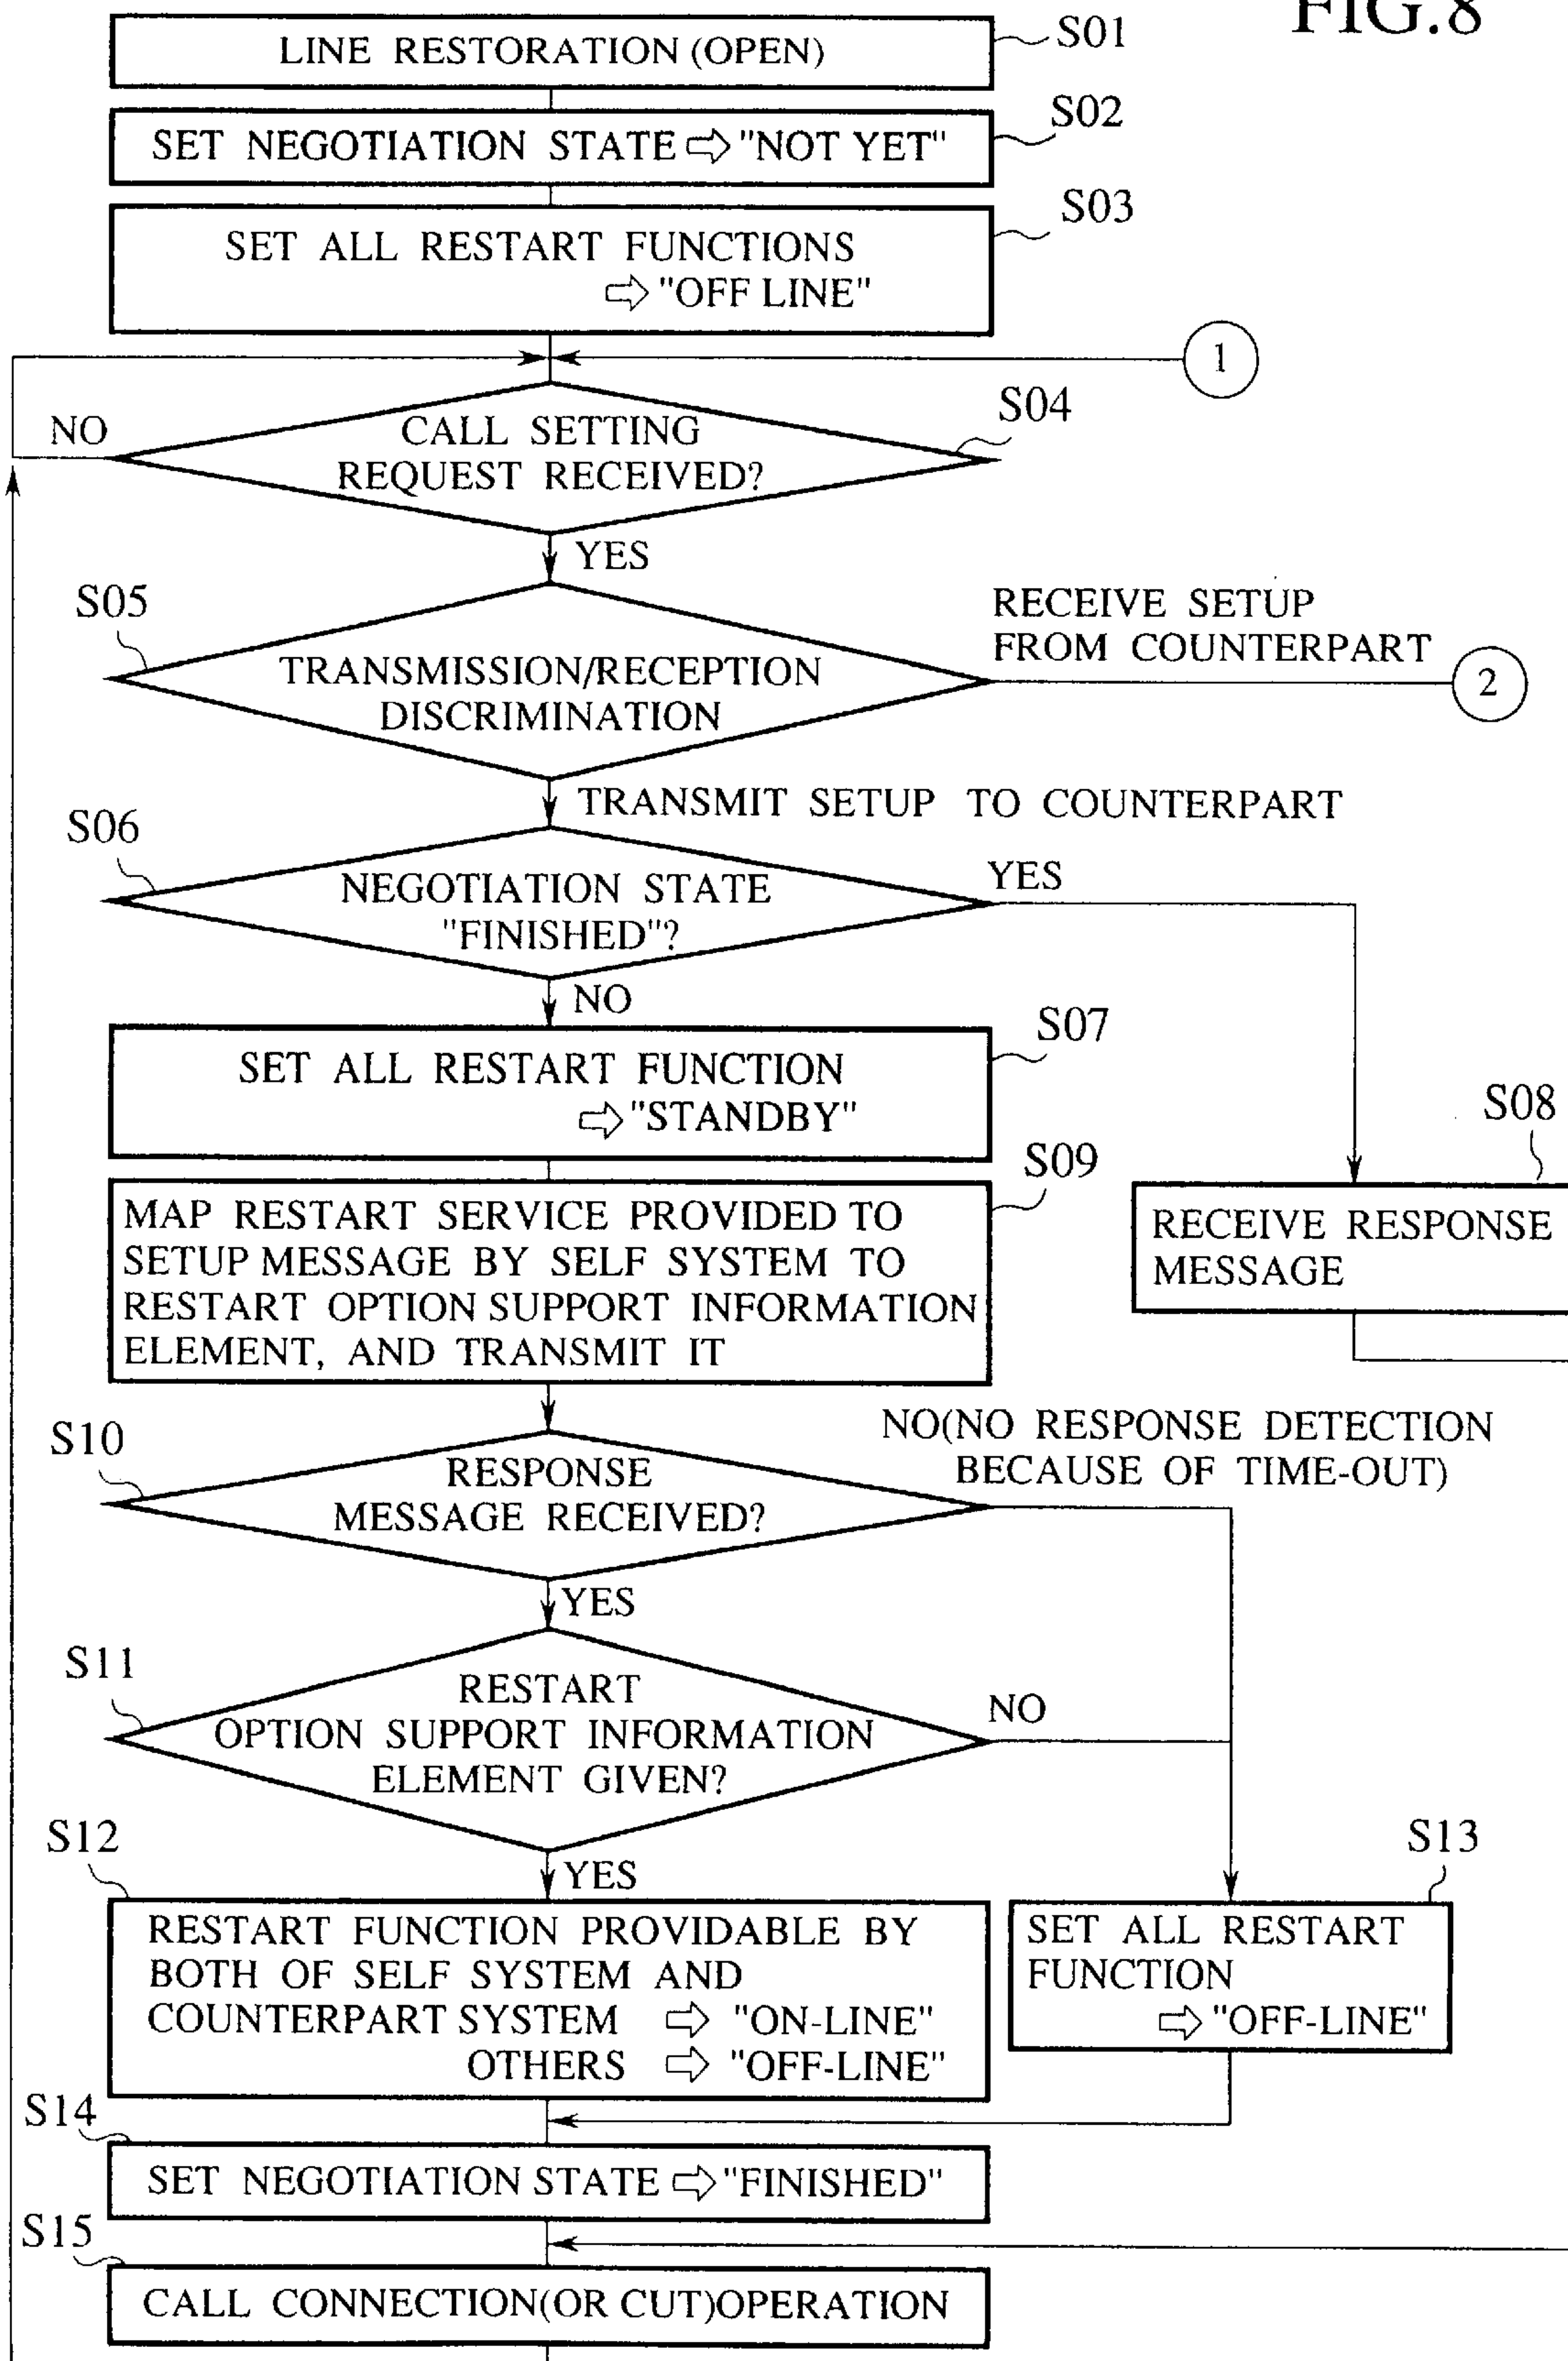 FIG.8
LINE RESTORATION (OPEN)
S01
SET NEGOTIATION STATE ⇨ "NOT YET"
S02
SET ALL RESTART FUNCTIONS
⇨ "OFF LINE"
S03
1
NO
CALL SETTING
REQUEST RECEIVED?
S04
YES
S05
TRANSMISSION/RECEPTION
DISCRIMINATION
RECEIVE SETUP
FROM COUNTERPART
2
TRANSMIT SETUP TO COUNTERPART
S06
NEGOTIATION STATE
"FINISHED"?
YES
NO
SET ALL RESTART FUNCTION
⇨ "STANDBY"
S07
S08
RECEIVE RESPONSE
MESSAGE
S09
MAP RESTART SERVICE PROVIDED TO
SETUP MESSAGE BY SELF SYSTEM TO
RESTART OPTION SUPPORT INFORMATION
ELEMENT, AND TRANSMIT IT
S10
RESPONSE
MESSAGE RECEIVED?
NO(NO RESPONSE DETECTION
BECAUSE OF TIME-OUT)
YES
S11
RESTART
OPTION SUPPORT INFORMATION
ELEMENT GIVEN?
NO
YES
S12
RESTART FUNCTION PROVIDABLE BY
BOTH OF SELF SYSTEM AND
COUNTERPART SYSTEM ⇨ "ON-LINE"
OTHERS ⇨ "OFF-LINE"
S13
SET ALL RESTART
FUNCTION
⇨ "OFF-LINE"
S14
SET NEGOTIATION STATE ⇨ "FINISHED"
S15
CALL CONNECTION(OR CUT)OPERATION